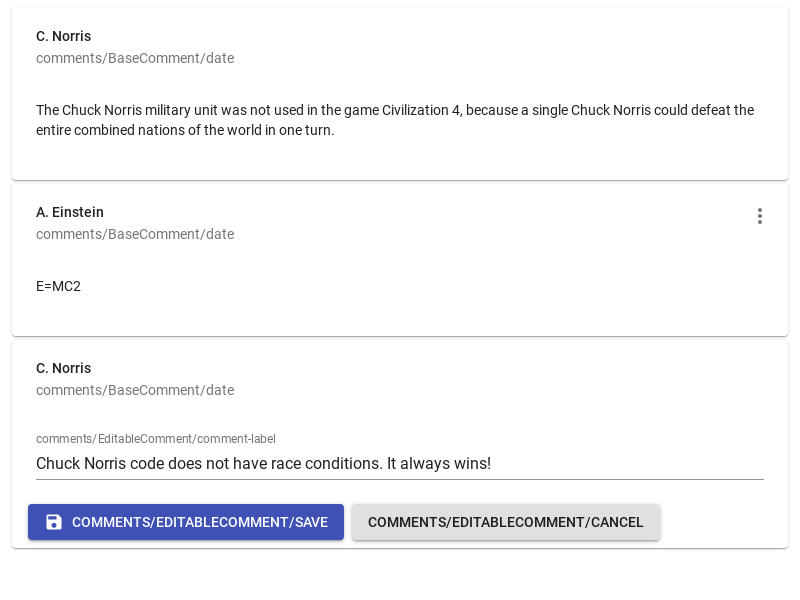 C. Norris
comments/BaseComment/date
The Chuck Norris military unit was not used in the game Civilization 4, because a single Chuck Norris could defeat the
entire combined nations of the world in one turn.
A. Einstein
comments/BaseComment/date
E=MC2
C. Norris
comments/BaseComment/date
comments/EditableComment/comment-label
Chuck Norris code does not have race conditions. It always wins!
COMMENTS/EDITABLECOMMENT/SAVE
COMMENTS/EDITABLECOMMENT/CANCEL